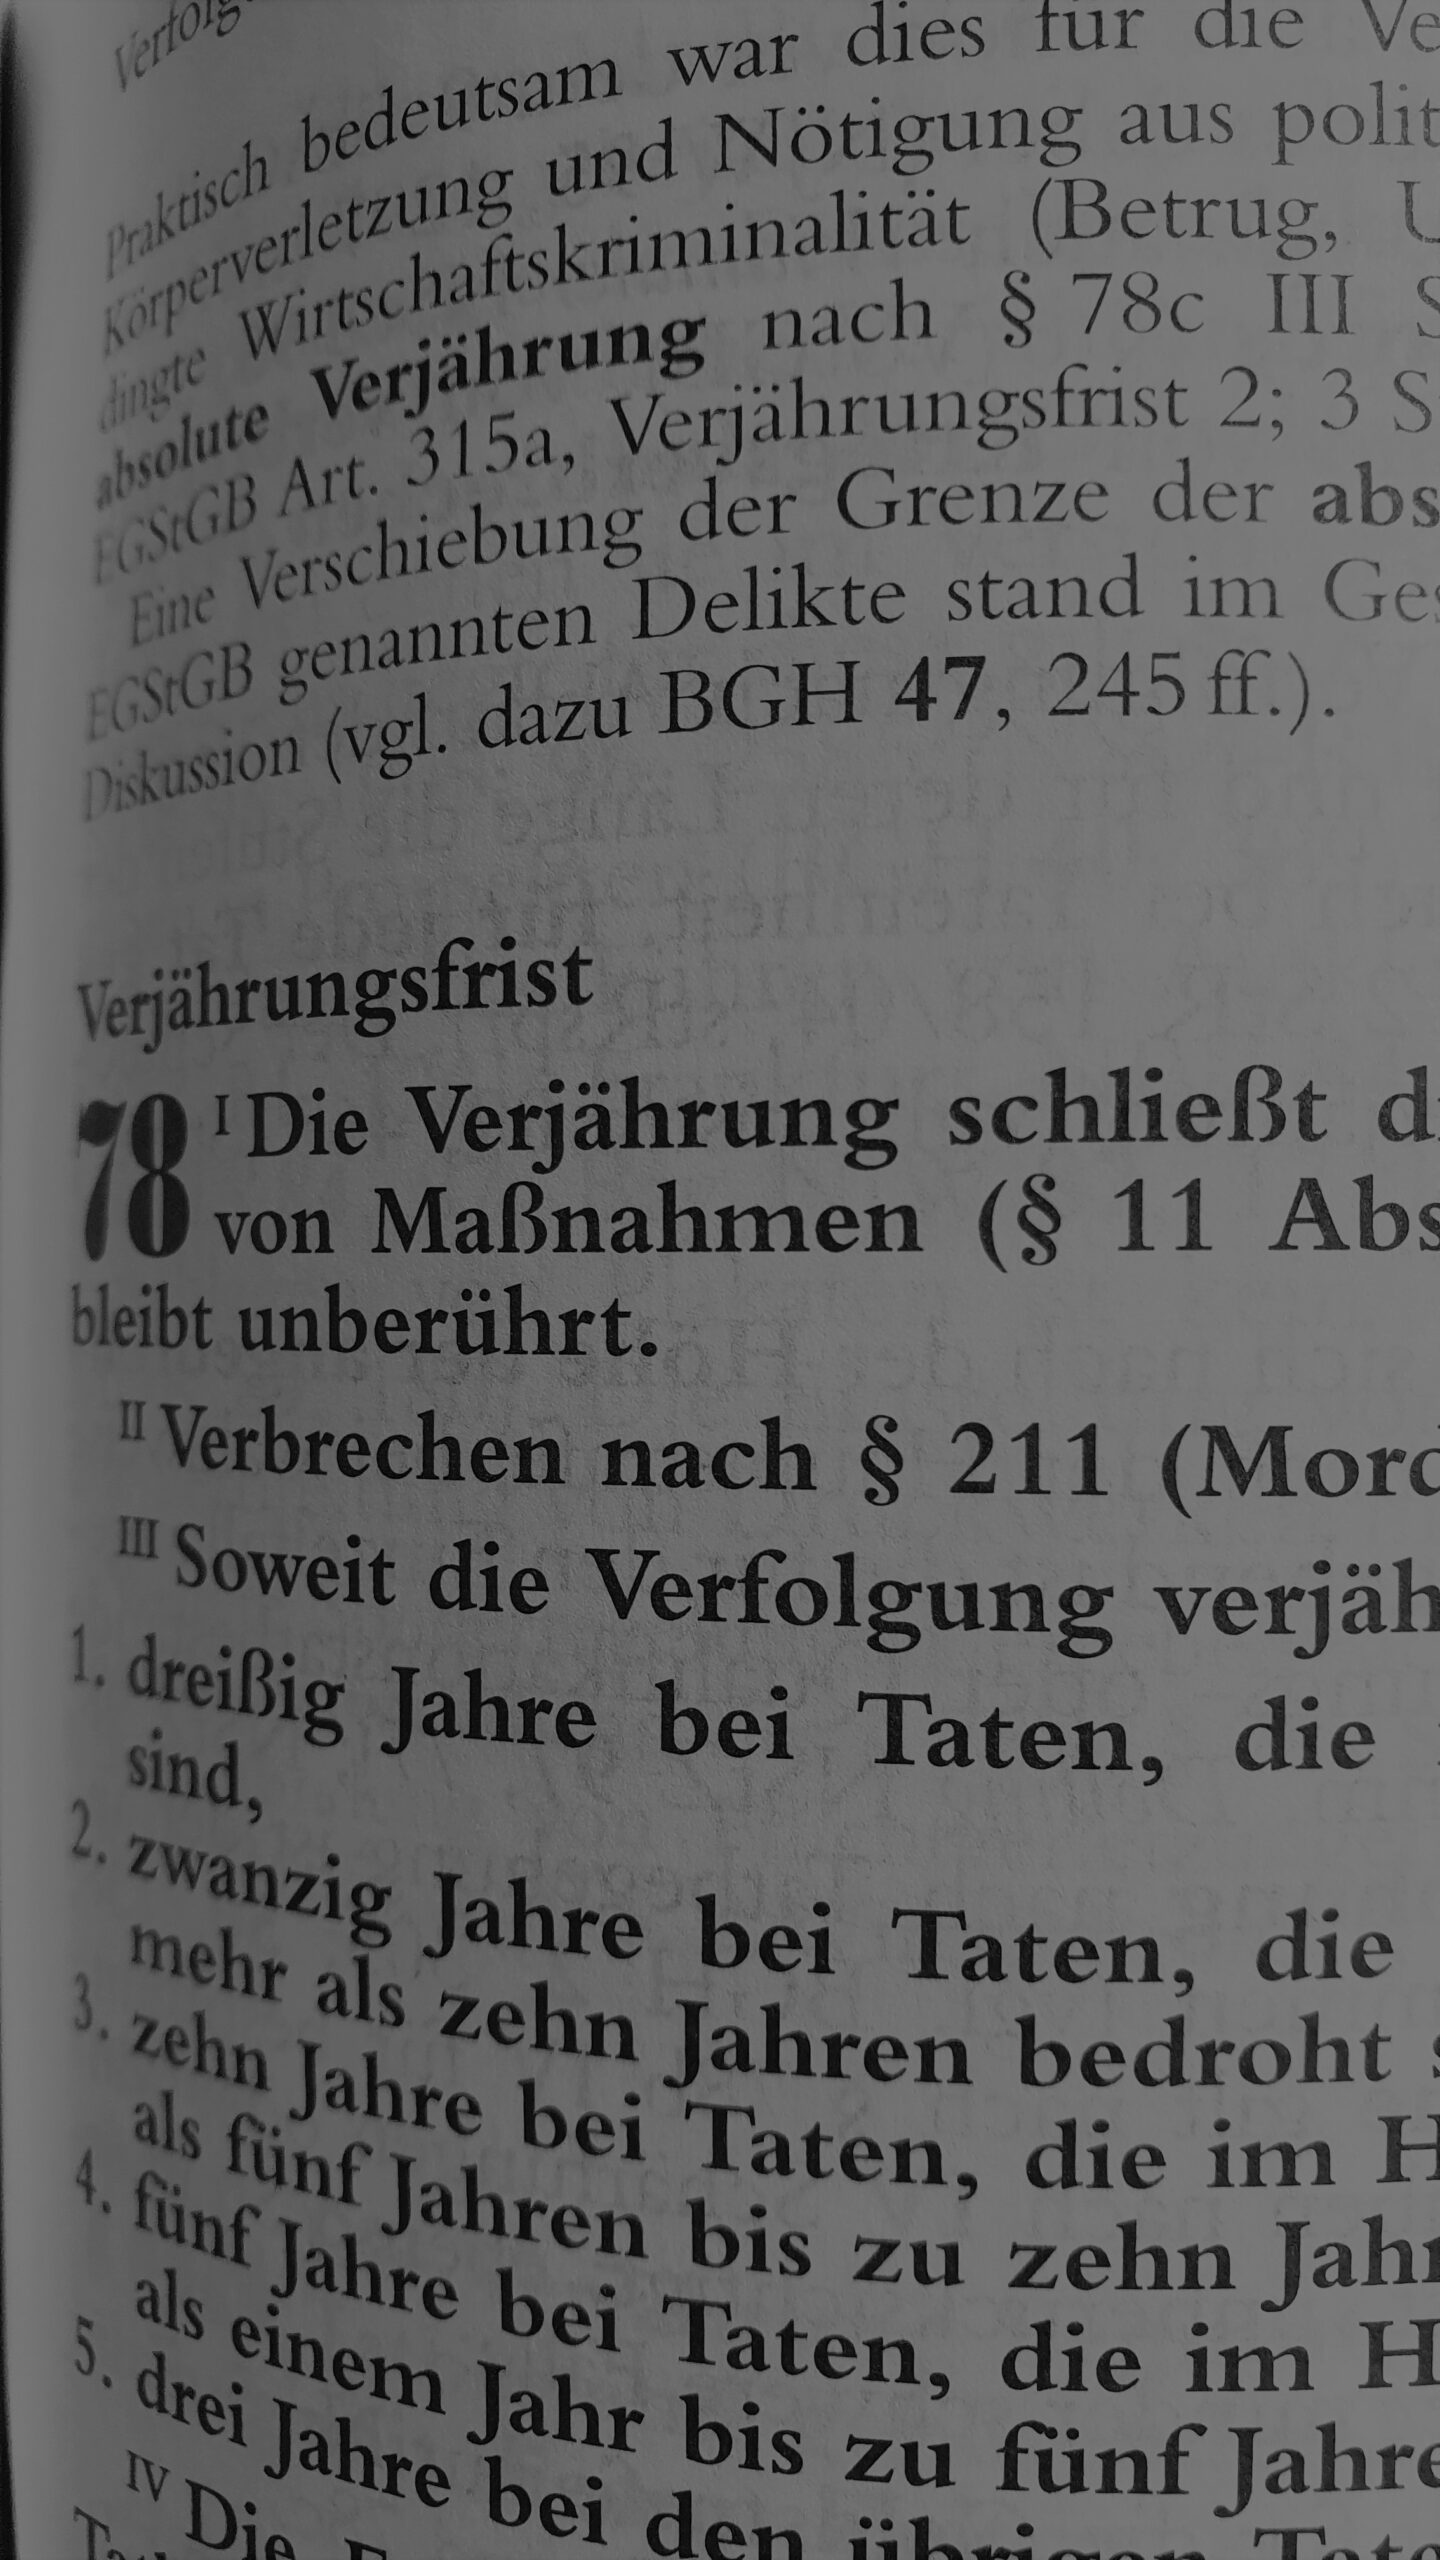 Verfolg
Praktisch bedeutsam war dies für die Ve
Körperverletzung und Nötigung aus polit
dingte Wirtschaftskriminalität (Betrug, U
absolute Verjährung nach § 78c III S
EGStGB Art. 315a, Verjährungsfrist 2; 3 S
Eine Verschiebung der Grenze der abs
EGStGB genannten Delikte stand im Ges
Diskussion (vgl. dazu BGH 47, 245 ff.).
Verjährungsfrist
78 I Die Verjährung schließt di
von Maßnahmen (§ 11 Abs
bleibt unberührt.
II Verbrechen nach § 211 (Mord
III Soweit die Verfolgung verjäh
1. dreißig Jahre bei Taten, die
sind,
2. zwanzig Jahre bei Taten, die
mehr als zehn Jahren bedroht s
3. zehn Jahre bei Taten, die im H
als fünf Jahren bis zu zehn Jahr
4. fünf Jahre bei Taten, die im H
als einem Jahr bis zu fünf Jahre
5. drei Jahre bei den übrigen Tate
IV Die F